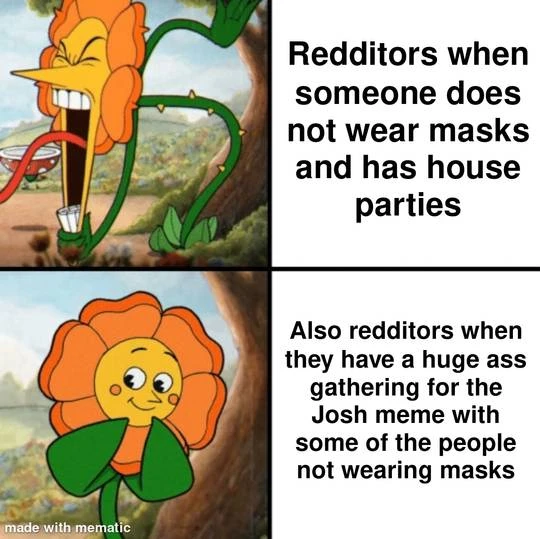 Redditors when
someone does
not wear masks
and has house
parties
Also redditors when
they have a huge ass
gathering for the
Josh meme with
some of the people
not wearing masks
made with mematic